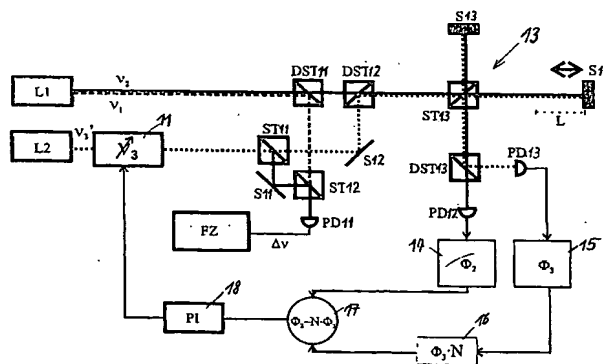 S13
13
DST11
DST12
S1
L1
ν₂
ν₁
ST13
L
L2
ν₃'
11
ν₃
ST11
S12
DST13
PD13
S11
ST12
PD12
PD11
FZ
Δν
14
Φ₂
15
Φ₃
18
PI
17
Φ₂-N·Φ₃
16
Φ₃·N